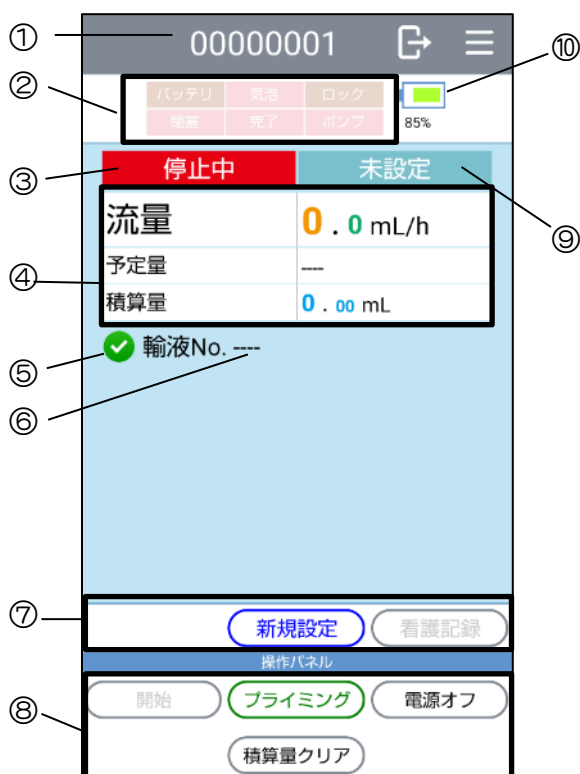 ① 00000001
② バッテリ 気泡 ロック ⑩
閉塞 完了 ポンプ 85%
③ 停止中 未設定
流量 0.0 mL/h ⑨
④ 予定量 ----
積算量 0.00 mL
⑤ 輸液No. ----
⑥
⑦ 新規設定 看護記録
操作パネル
⑧ 開始 プライミング 電源オフ
積算量クリア